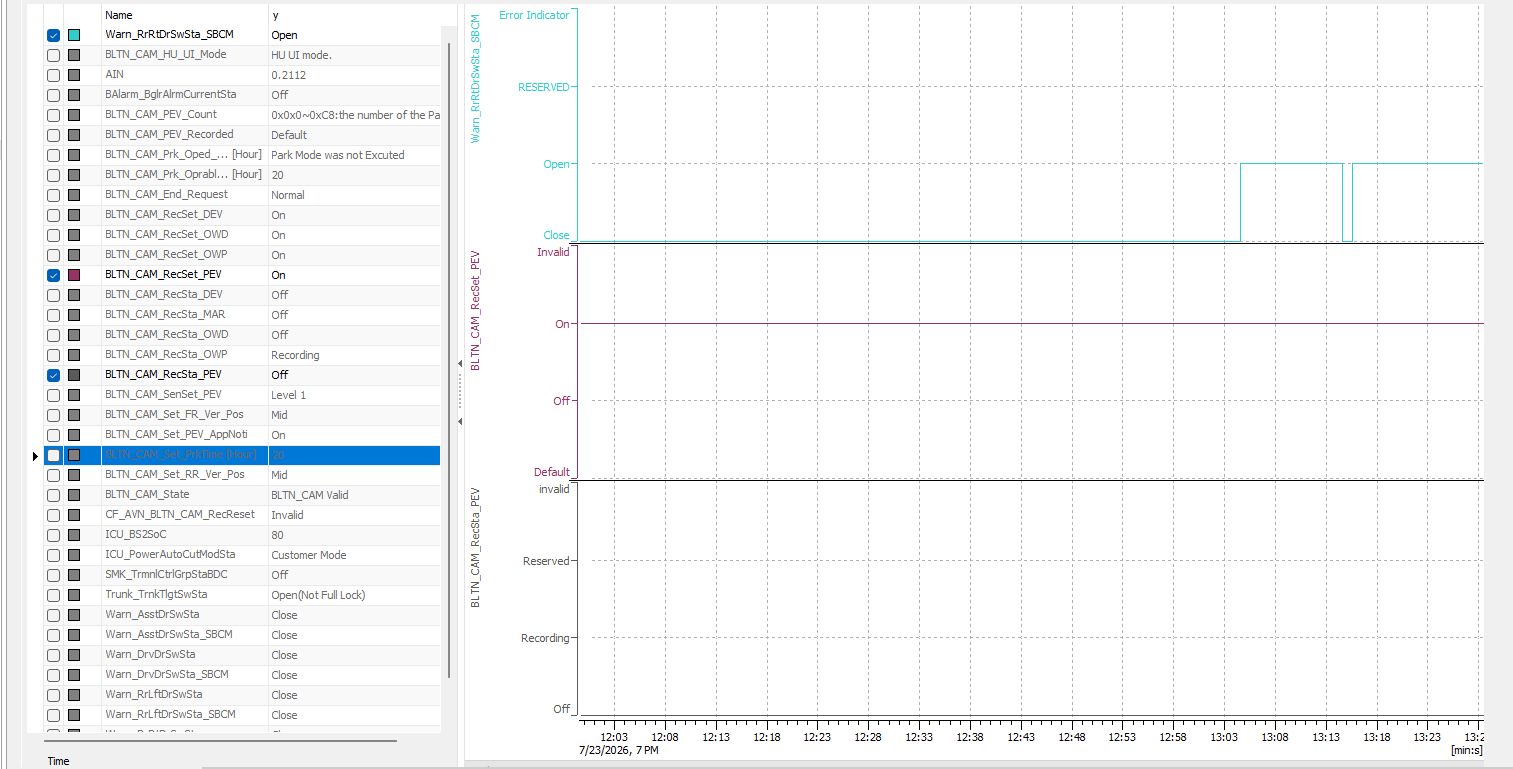 Name y
Warn_RrRtDrSwSta_SBCM Open
BLTN_CAM_HU_UI_Mode HU UI mode.
AIN 0.2112
BAlarm_BglrAlrmCurrentSta Off
BLTN_CAM_PEV_Count 0x0x0~0xC8:the number of the Pa
BLTN_CAM_PEV_Recorded Default
BLTN_CAM_Prk_Oped_... [Hour] Park Mode was not Excuted
BLTN_CAM_Prk_Oprabl... [Hour] 20
BLTN_CAM_End_Request Normal
BLTN_CAM_RecSet_DEV On
BLTN_CAM_RecSet_OWD On
BLTN_CAM_RecSet_OWP On
BLTN_CAM_RecSet_PEV On
BLTN_CAM_RecSta_DEV Off
BLTN_CAM_RecSta_MAR Off
BLTN_CAM_RecSta_OWD Off
BLTN_CAM_RecSta_OWP Recording
BLTN_CAM_RecSta_PEV Off
BLTN_CAM_SenSet_PEV Level 1
BLTN_CAM_Set_FR_Ver_Pos Mid
BLTN_CAM_Set_PEV_AppNoti On
BLTN_CAM_Set_PrkTime [Hour] 20
BLTN_CAM_Set_RR_Ver_Pos Mid
BLTN_CAM_State BLTN_CAM Valid
CF_AVN_BLTN_CAM_RecReset Invalid
ICU_BS2SoC 80
ICU_PowerAutoCutModSta Customer Mode
SMK_TrmnlCtrlGrpStaBDC Off
Trunk_TrnkTlgtSwSta Open(Not Full Lock)
Warn_AsstDrSwSta Close
Warn_AsstDrSwSta_SBCM Close
Warn_DrvDrSwSta Close
Warn_DrvDrSwSta_SBCM Close
Warn_RrLftDrSwSta Close
Warn_RrLftDrSwSta_SBCM Close
Time
Warn_RrRtDrSwSta_SBCM
Error Indicator
RESERVED
Open
Close
BLTN_CAM_RecSet_PEV
Invalid
On
Off
Default
BLTN_CAM_RecSta_PEV
invalid
Reserved
Recording
Off
12:03 12:08 12:13 12:18 12:23 12:28 12:33 12:38 12:43 12:48 12:53 12:58 13:03 13:08 13:13 13:18 13:23 13:2
7/23/2026, 7 PM [min:s]